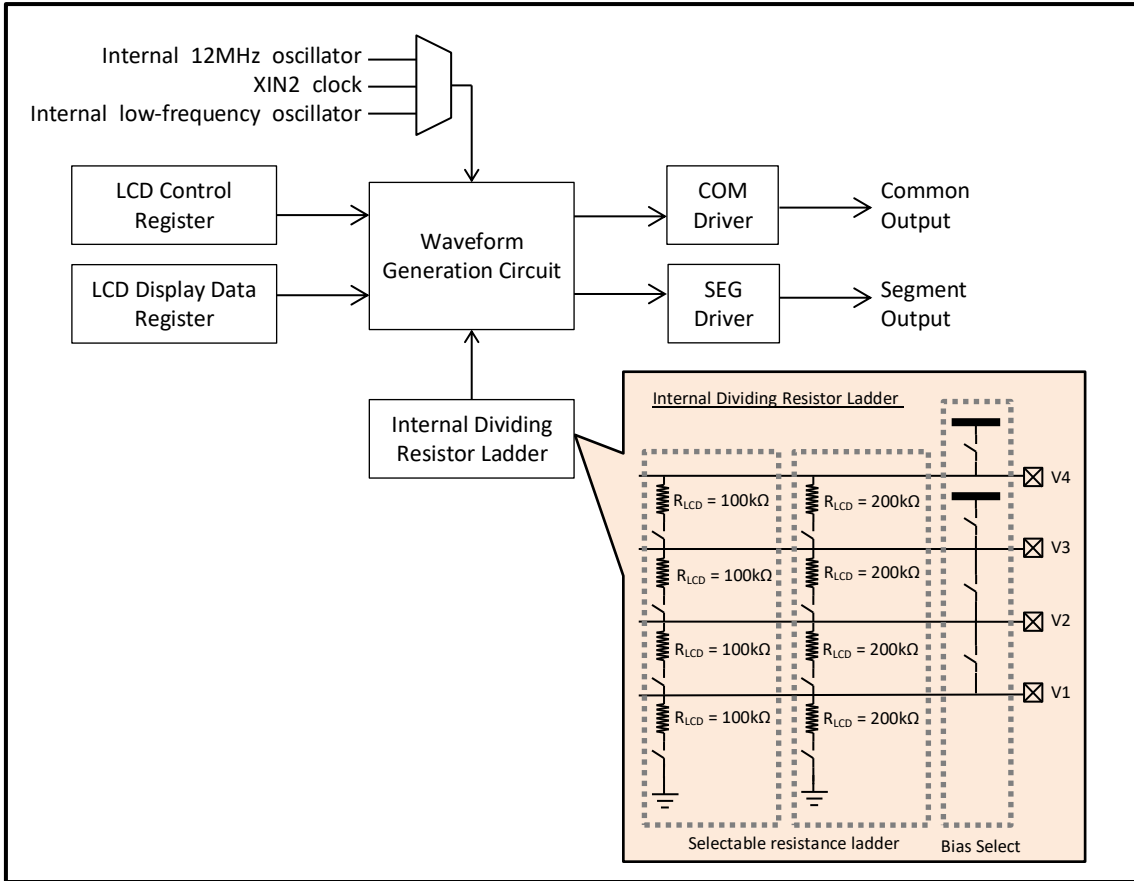 Internal 12MHz oscillator
XIN2 clock
Internal low-frequency oscillator
LCD Control
Register
LCD Display Data
Register
Waveform
Generation Circuit
COM
Driver
Common
Output
SEG
Driver
Segment
Output
Internal Dividing
Resistor Ladder
Internal Dividing Resistor Ladder
V4
RLCD = 100kΩ
RLCD = 200kΩ
V3
RLCD = 100kΩ
RLCD = 200kΩ
V2
RLCD = 100kΩ
RLCD = 200kΩ
V1
RLCD = 100kΩ
RLCD = 200kΩ
Selectable resistance ladder
Bias Select